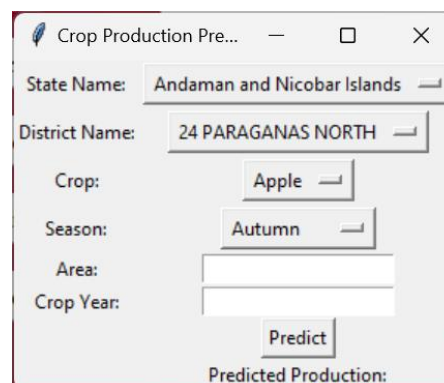 Crop Production Pre...
State Name: Andaman and Nicobar Islands
District Name: 24 PARAGANAS NORTH
Crop: Apple
Season: Autumn
Area:
Crop Year:
Predict
Predicted Production: